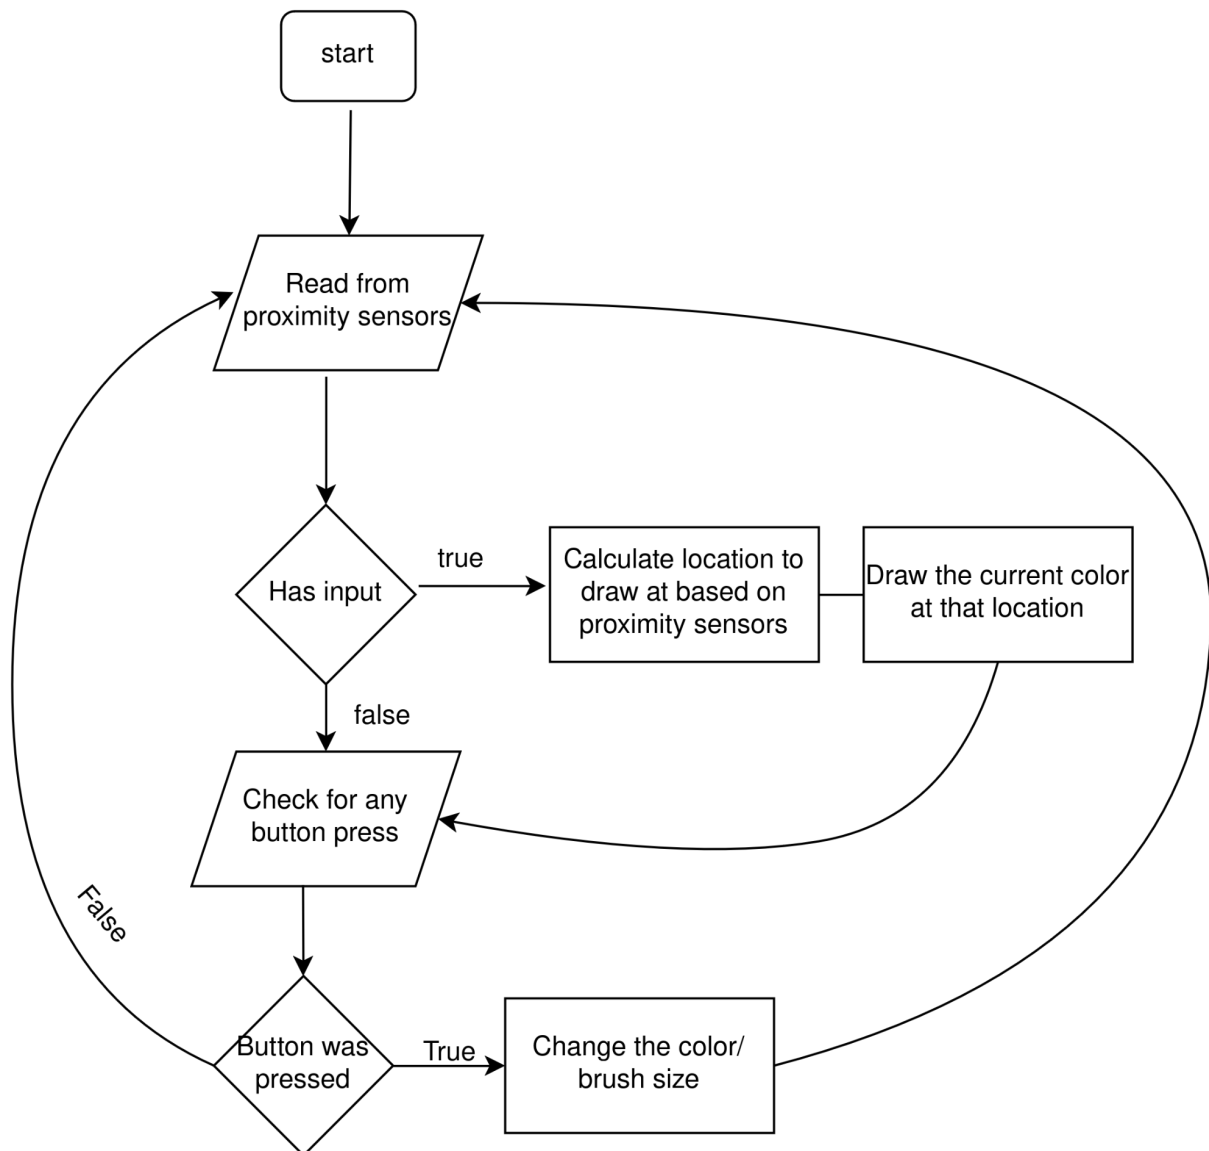 start
Read from
proximity sensors
Has input
true
Calculate location to
draw at based on
proximity sensors
Draw the current color
at that location
false
Check for any
button press
False
Button was
pressed
True
Change the color/
brush size